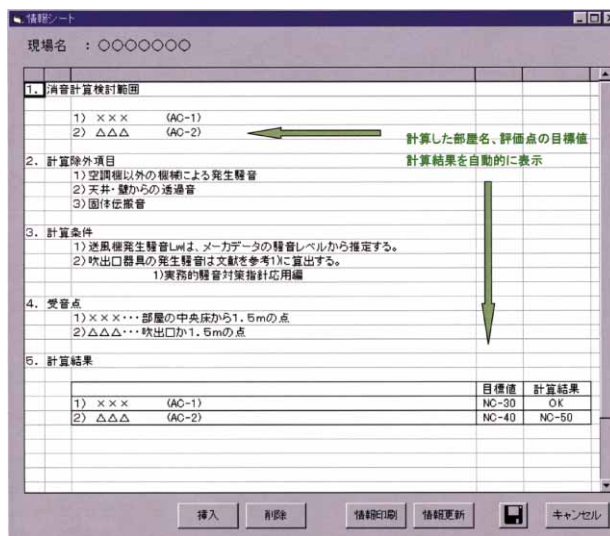 情報シート
現場名 ：○○○○○○○
1. 消音計算検討範囲
1) ××× (AC-1)
2) △△△ (AC-2)
計算した部屋名、評価点の目標値
計算結果を自動的に表示
2. 計算除外項目
1)空調機以外の機械による発生騒音
2)天井・壁からの透過音
3)固体伝搬音
3. 計算条件
1)送風機発生騒音Lwは、メーカデータの騒音レベルから推定する。
2)吹出口器具の発生騒音は文献を参考1)に算出する。
1)実務的騒音対策指針応用編
4. 受音点
1)×××・・・部屋の中央床から1.5mの点
2)△△△・・・吹出口か1.5mの点
5. 計算結果
目標値 計算結果
1) ××× (AC-1) NC-30 OK
2) △△△ (AC-2) NC-40 NC-50
挿入 削除 情報印刷 情報更新 キャンセル